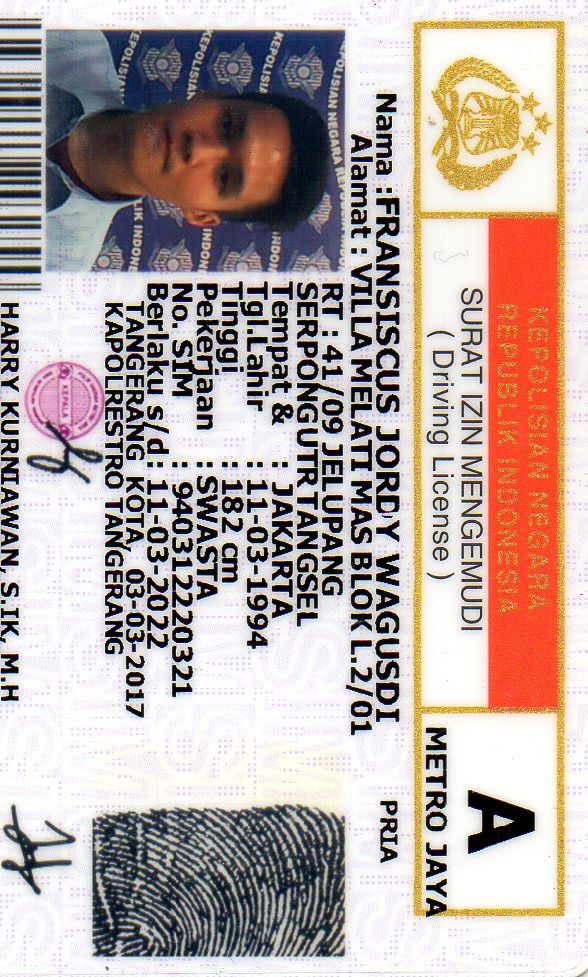 KEPOLISIAN NEGARA
REPUBLIK INDONESIA
SURAT IZIN MENGEMUDI
( Driving License )
A
METRO JAYA
Nama : FRANSISCUS JORDY WAGUSDI
Alamat : VILLA MELATI MAS BLOK L.2/01
PRIA
RT : 41/09 JELUPANG
SERPONGUTRTANGSEL
Tempat & : JAKARTA
Tgl.Lahir : 11-03-1994
Tinggi : 182 cm
Pekerjaan : SWASTA
No. SIM : 940312220321
Berlaku s/d : 11-03-2022
TANGERANG KOTA, 03-03-2017
KAPOLRESTRO TANGERANG
KEPALA
HARRY KURNIAWAN, S.IK, M.H
KEPOLISIAN NEGARA REPUBLIK INDONESIA